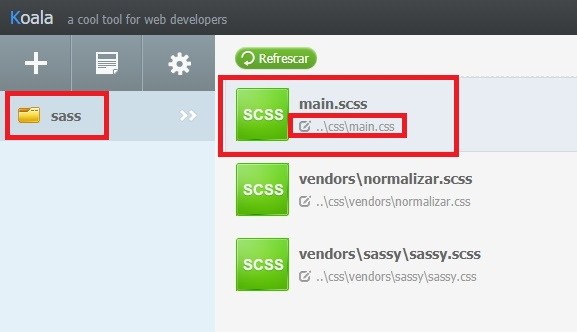 Koala a cool tool for web developers
Refrescar
sass
SCSS
main.scss
..\css\main.css
SCSS
vendors\normalizar.scss
..\css\vendors/normalizar.css
SCSS
vendors\sassy\sassy.scss
..\css\vendors/sassy\sassy.css